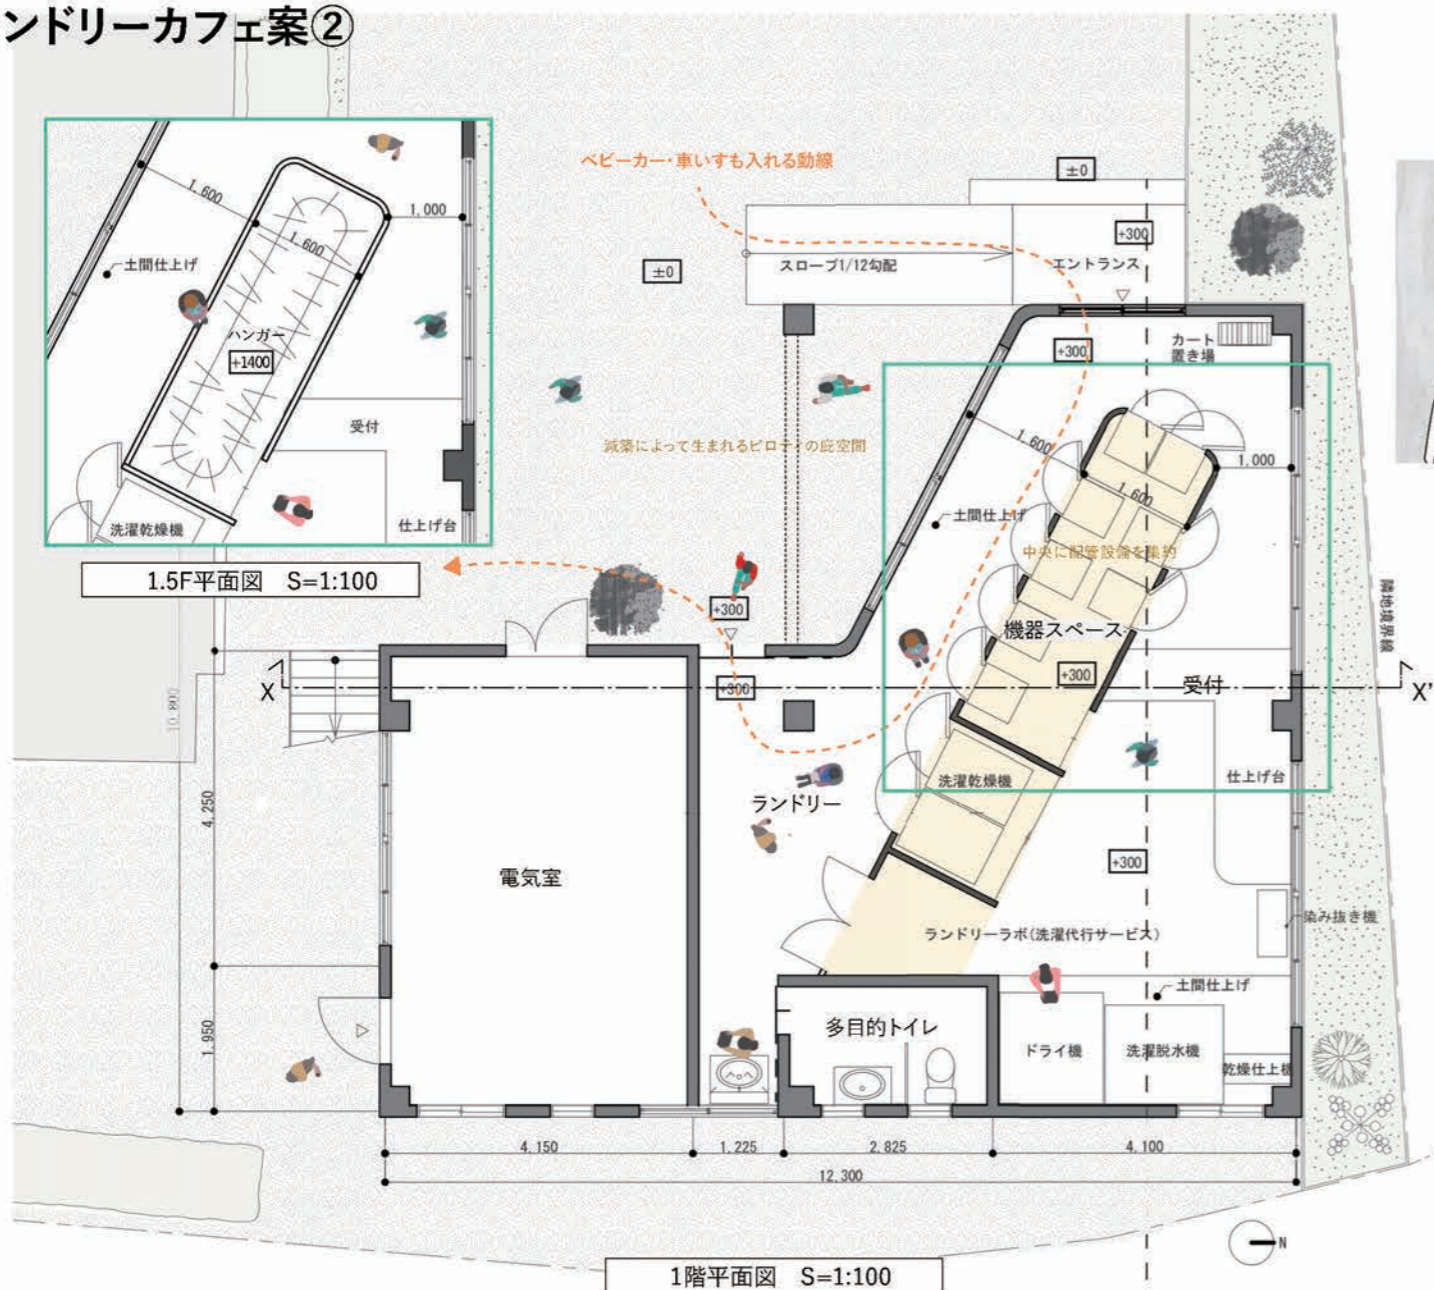 ンドリーカフェ案②
ベビーカー・車いすも入れる動線
±0
+300
±0
スロープ1/12勾配
エントランス
1,600
1,600
1,000
土間仕上げ
ハンガー
+1400
受付
洗濯乾燥機
仕上げ台
1.5F平面図 S=1:100
+300
カート
置き場
減築によって生まれるピロティの庇空間
1,600
1,000
1,600
土間仕上げ
中央に配管設備を集約
隣地境界線
+300
機器スペース
+300
受付
X
+300
X'
10,800
4,250
洗濯乾燥機
仕上げ台
ランドリー
電気室
+300
染み抜き機
ランドリーラボ(洗濯代行サービス)
土間仕上げ
1,950
多目的トイレ
ドライ機
洗濯脱水機
乾燥仕上機
4,150
1,225
2,825
4,100
12,300
N
1階平面図 S=1:100